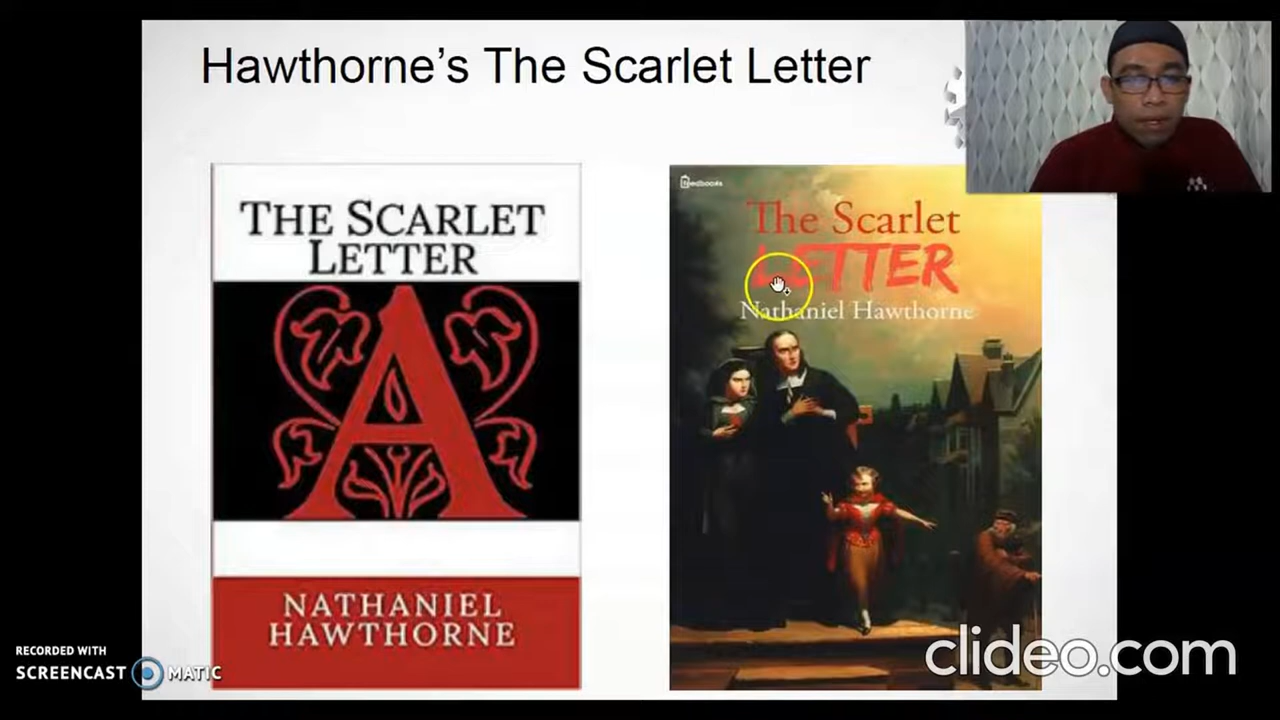 Hawthorne’s The Scarlet Letter
THE SCARLET
LETTER
A
NATHANIEL
HAWTHORNE
feedbooks
The Scarlet
LETTER
Nathaniel Hawthorne
RECORDED WITH
SCREENCAST MATIC
clideo.com